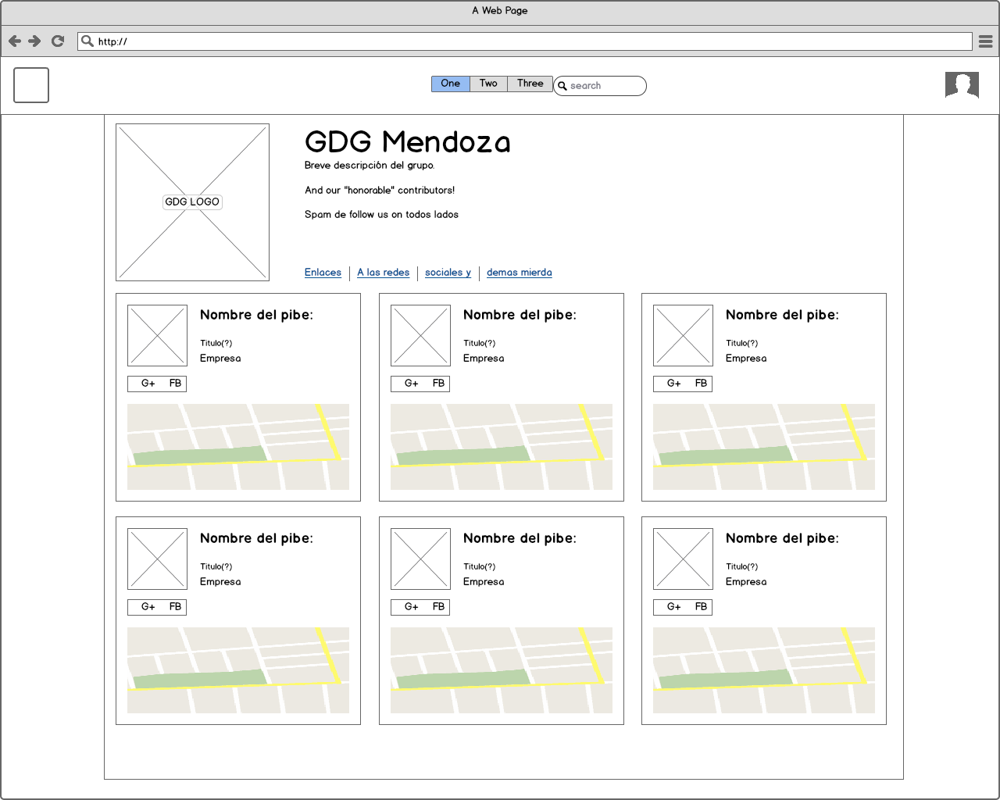 A Web Page
http://
One Two Three search
GDG LOGO
GDG Mendoza
Breve descripción del grupo.
And our "honorable" contributors!
Spam de follow us on todos lados
Enlaces A las redes sociales y demas mierda
Nombre del pibe:
Titulo(?)
Empresa
G+ FB
Nombre del pibe:
Titulo(?)
Empresa
G+ FB
Nombre del pibe:
Titulo(?)
Empresa
G+ FB
Nombre del pibe:
Titulo(?)
Empresa
G+ FB
Nombre del pibe:
Titulo(?)
Empresa
G+ FB
Nombre del pibe:
Titulo(?)
Empresa
G+ FB